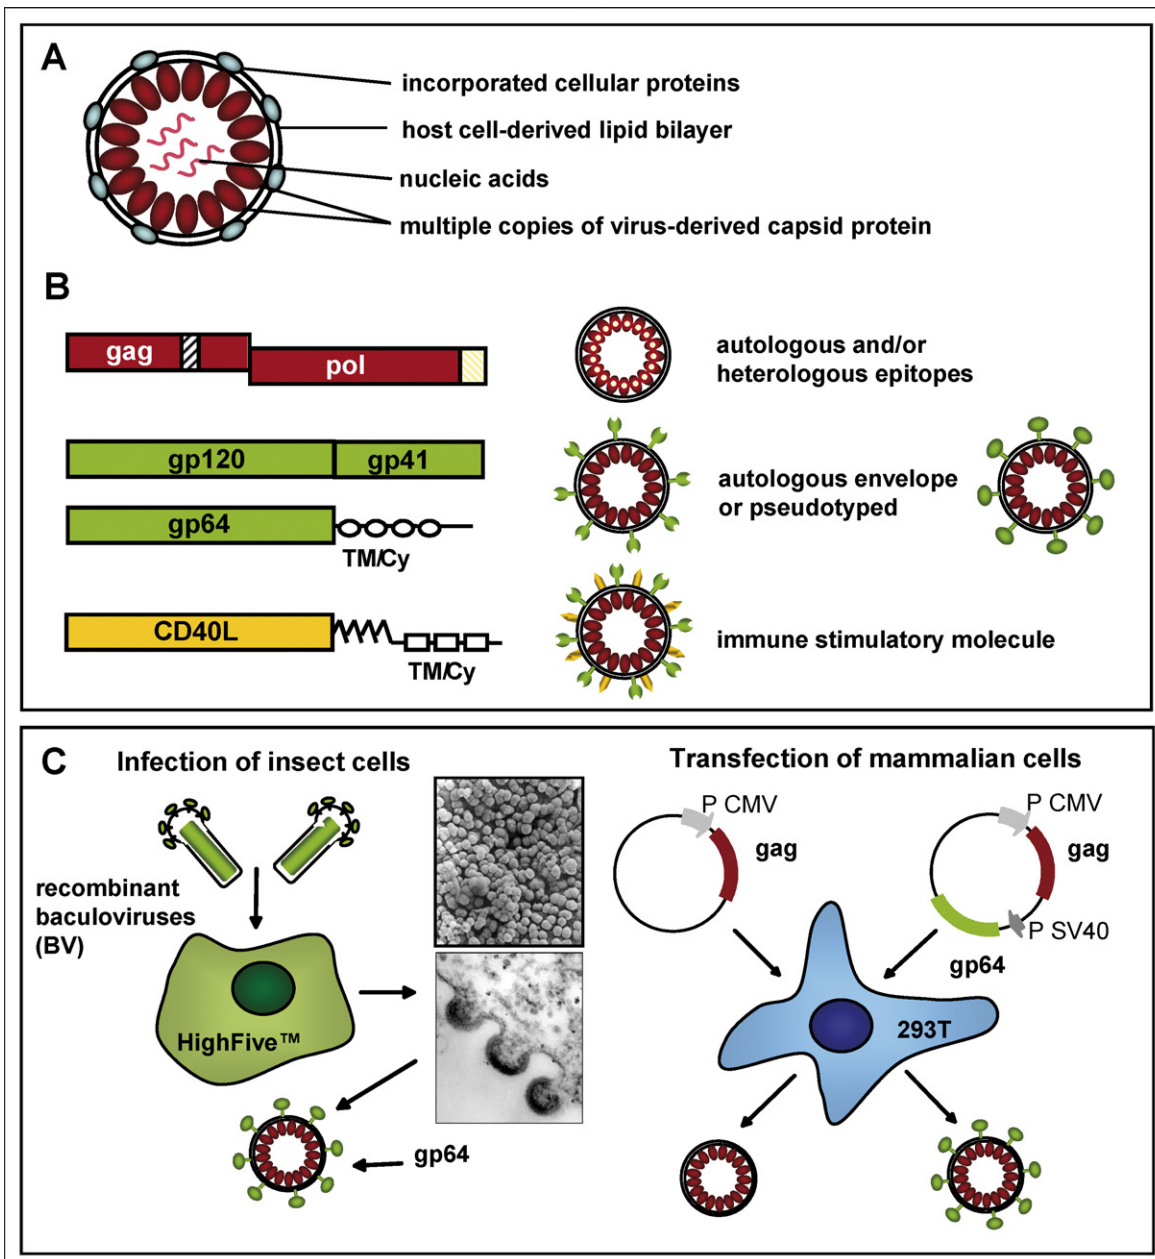 A
incorporated cellular proteins
host cell-derived lipid bilayer
nucleic acids
multiple copies of virus-derived capsid protein
B
gag
pol
autologous and/or
heterologous epitopes
gp120
gp41
autologous envelope
or pseudotyped
gp64
TM/Cy
CD40L
TM/Cy
immune stimulatory molecule
C
Infection of insect cells
recombinant
baculoviruses
(BV)
HighFive™
gp64
Transfection of mammalian cells
P CMV
gag
P CMV
gag
P SV40
gp64
293T